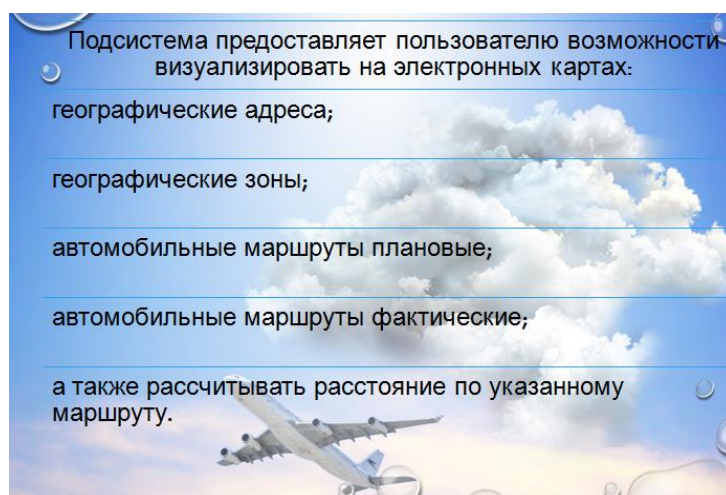 Подсистема предоставляет пользователю возможности
визуализировать на электронных картах:
географические адреса;
географические зоны;
автомобильные маршруты плановые;
автомобильные маршруты фактические;
а также рассчитывать расстояние по указанному
маршруту.